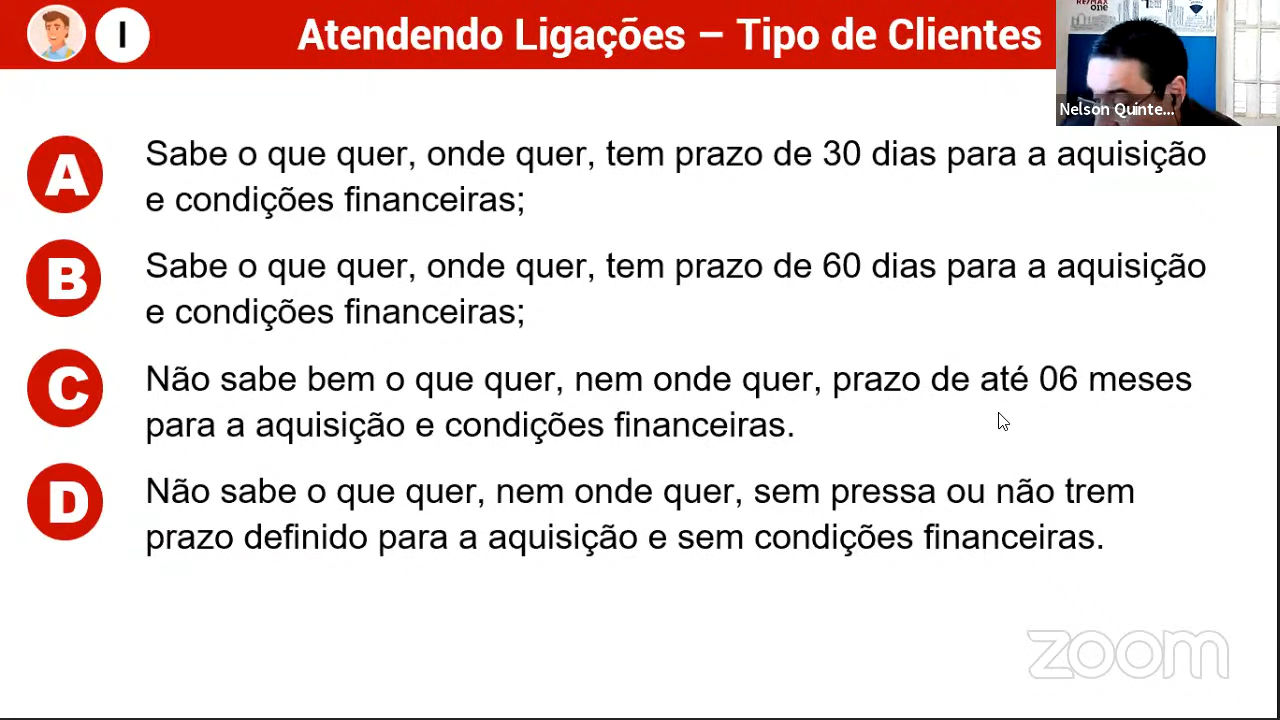 I
Atendendo Ligações – Tipo de Clientes
RE/MAX
Nelson Quinte...
A
Sabe o que quer, onde quer, tem prazo de 30 dias para a aquisição
e condições financeiras;
B
Sabe o que quer, onde quer, tem prazo de 60 dias para a aquisição
e condições financeiras;
C
Não sabe bem o que quer, nem onde quer, prazo de até 06 meses
para a aquisição e condições financeiras.
D
Não sabe o que quer, nem onde quer, sem pressa ou não trem
prazo definido para a aquisição e sem condições financeiras.
zoom